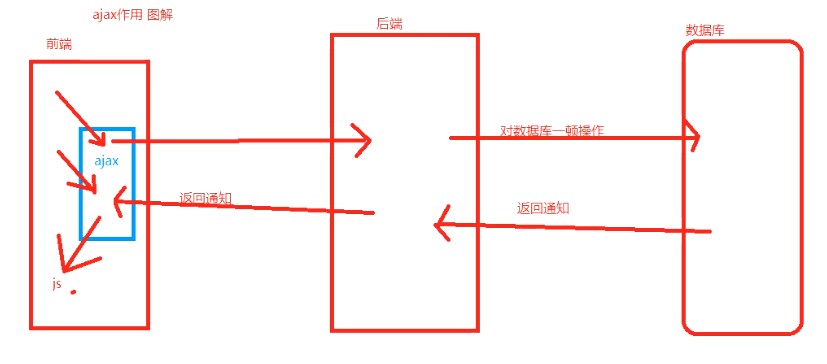 ajax作用 图解
前端
后端
数据库
ajax
对数据库一顿操作
返回通知
返回通知
js